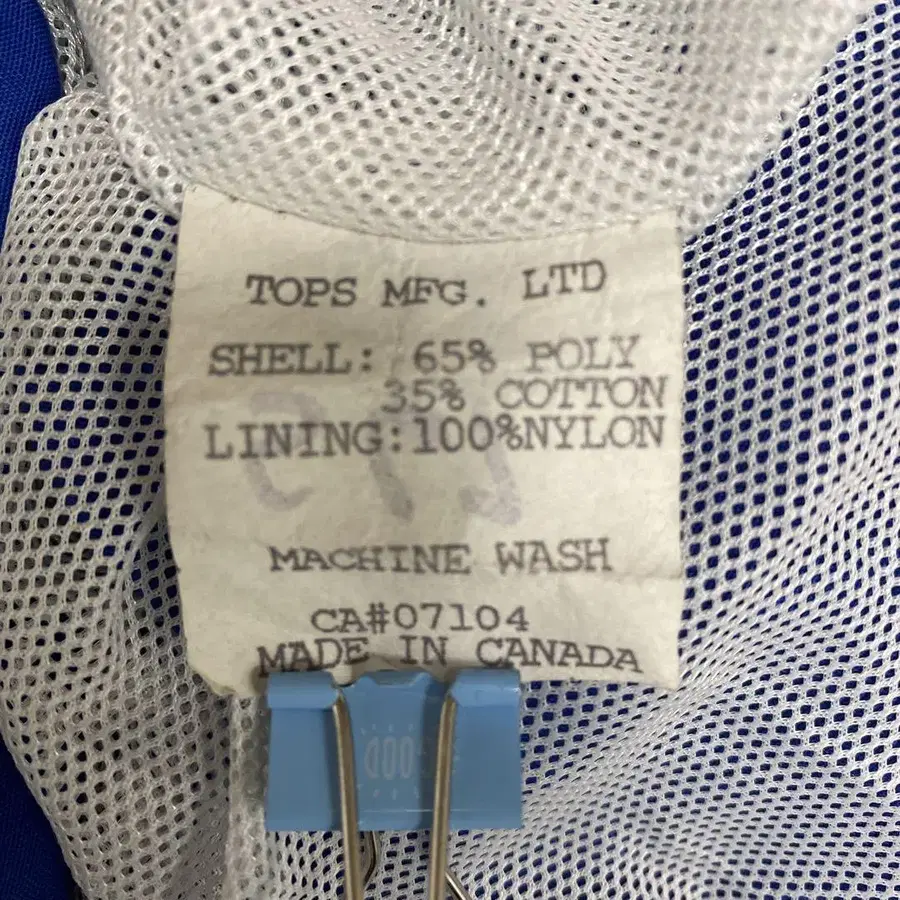 TOPS MFG. LTD
SHELL: 65% POLY
35% COTTON
LINING:100%NYLON
MACHINE WASH
CA#07104
MADE IN CANADA